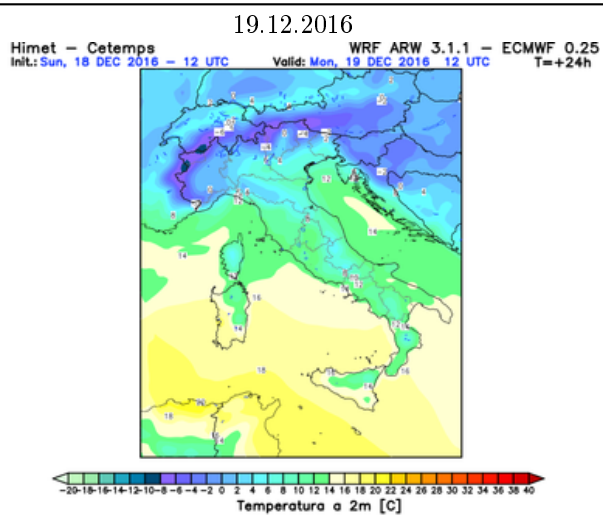 19.12.2016
Himet – Cetemps WRF ARW 3.1.1 – ECMWF 0.25
Init.: Sun, 18 DEC 2016 – 12 UTC Valid: Mon, 19 DEC 2016 12 UTC T=+24h
12
8
16
14
16
14
18
16
18
14
-20 -18 -16 -14 -12 -10 -8 -6 -4 -2 0 2 4 6 8 10 12 14 16 18 20 22 24 26 28 30 32 34 36 38 40
Temperatura a 2m [C]